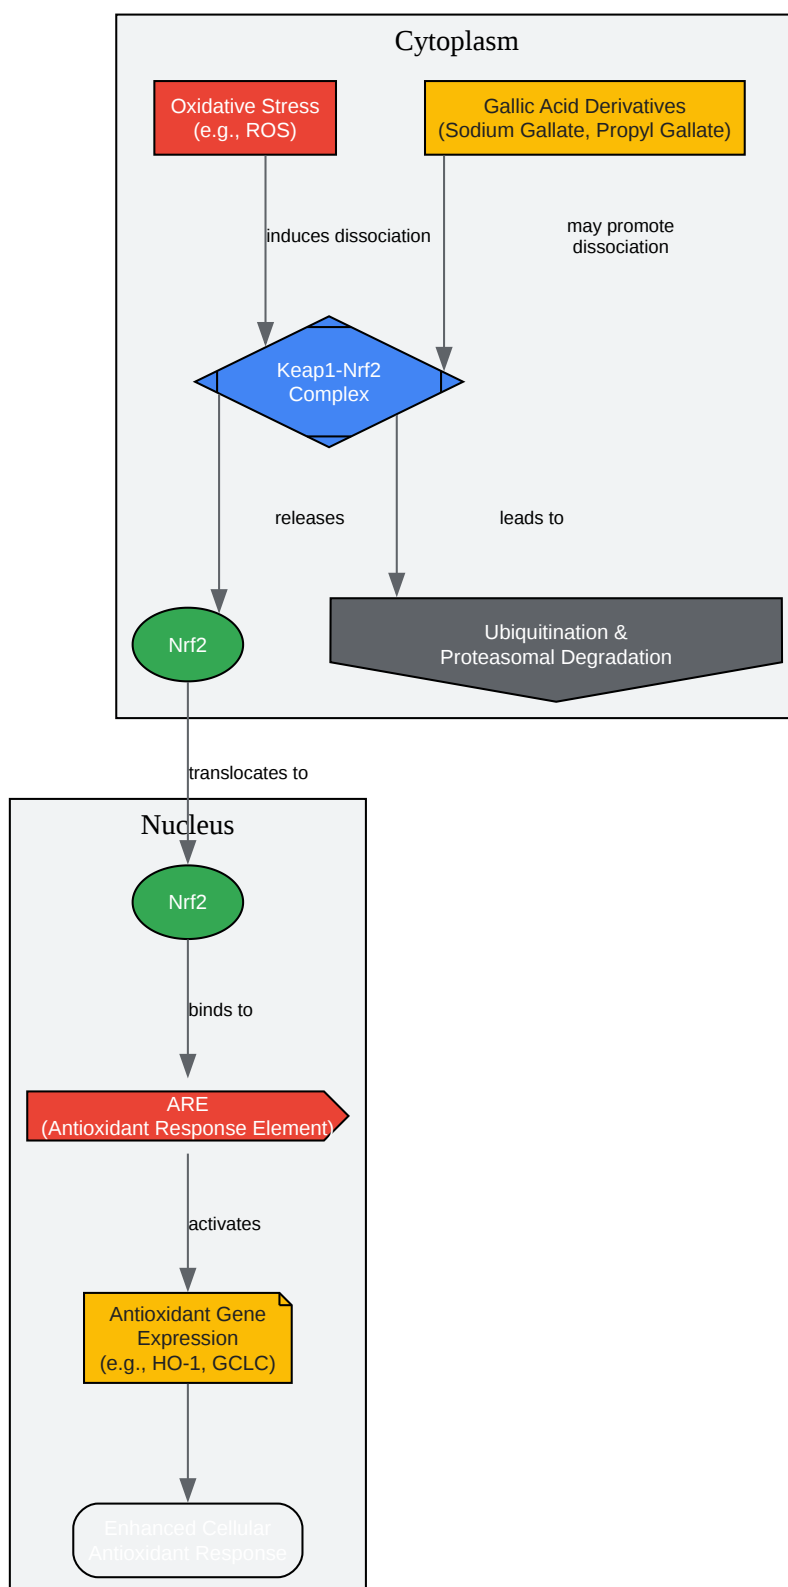 Cytoplasm
Oxidative Stress
(e.g., ROS)
Gallic Acid Derivatives
(Sodium Gallate, Propyl Gallate)
induces dissociation
may promote
dissociation
Keap1-Nrf2
Complex
releases
leads to
Nrf2
Ubiquitination &
Proteasomal Degradation
translocates to
Nucleus
Nrf2
binds to
ARE
(Antioxidant Response Element)
activates
Antioxidant Gene
Expression
(e.g., HO-1, GCLC)
Enhanced Cellular
Antioxidant Response